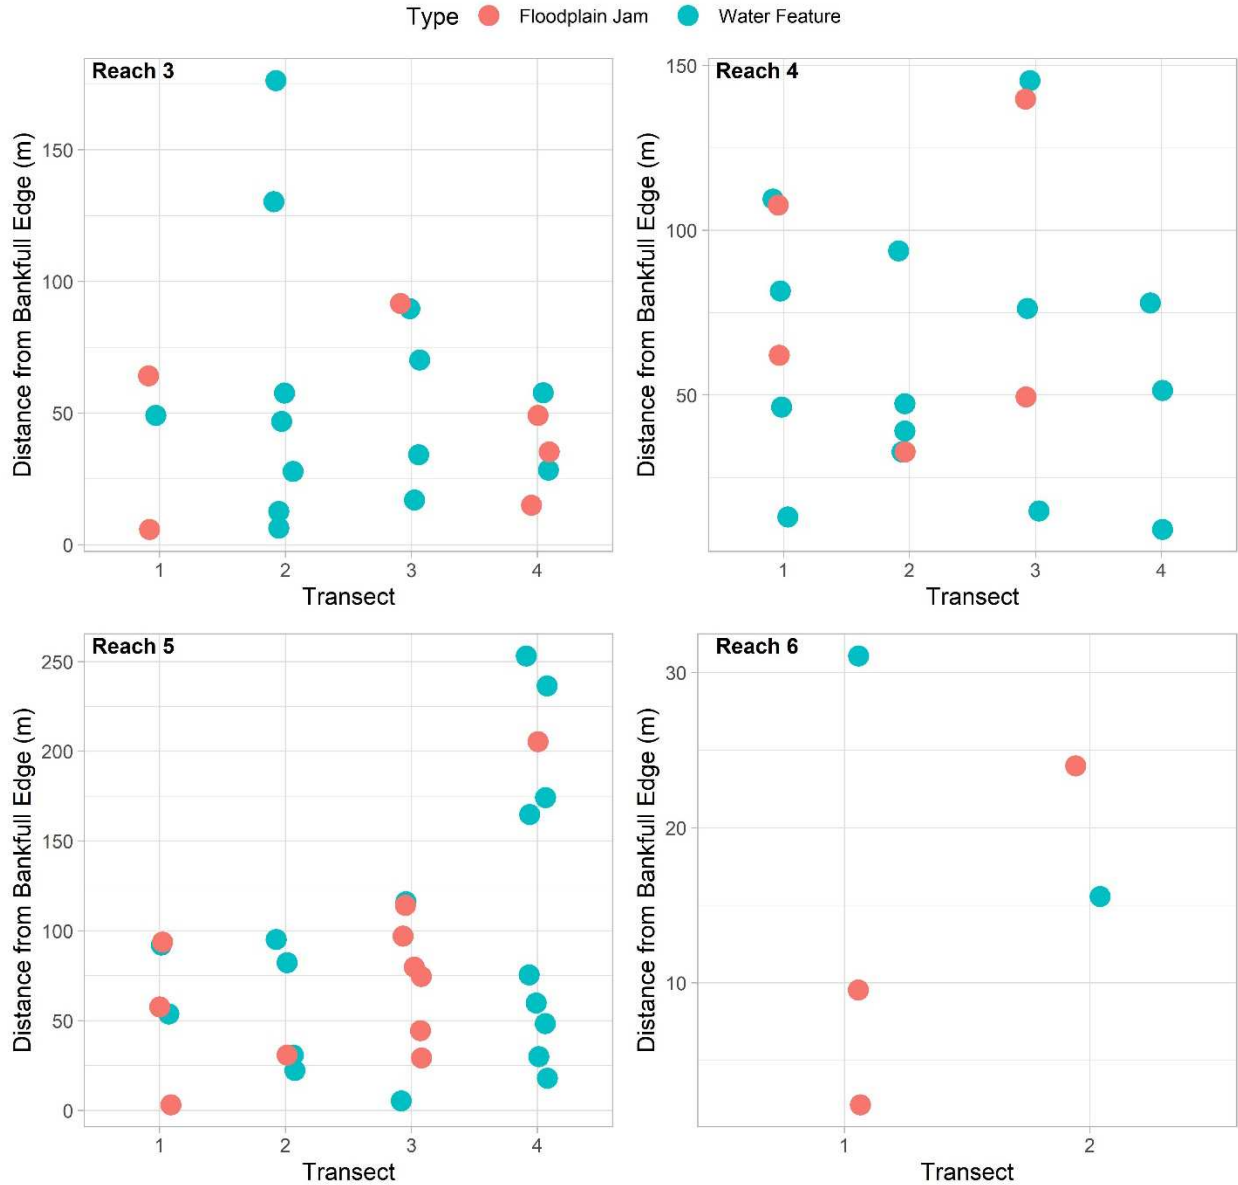 Type Floodplain Jam Water Feature
Reach 3
Distance from Bankfull Edge (m)
150
100
50
0
1 2 3 4
Transect
Reach 4
Distance from Bankfull Edge (m)
150
100
50
1 2 3 4
Transect
Reach 5
Distance from Bankfull Edge (m)
250
200
150
100
50
0
1 2 3 4
Transect
Reach 6
Distance from Bankfull Edge (m)
30
20
10
1 2
Transect